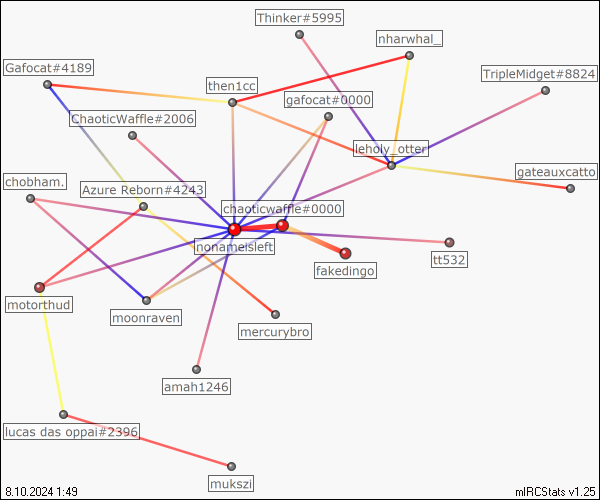 Thinker#5995
nharwhal_
Gafocat#4189
TripleMidget#8824
then1cc
gafocat#0000
ChaoticWaffle#2006
leholy_otter
gateauxcatto
chobham.
Azure Reborn#4243
chaoticwaffle#0000
nonameisleft
tt532
fakedingo
motorthud
moonraven
mercurybro
amah1246
lucas das oppai#2396
mukszi
8.10.2024 1:49
mIRCStats v1.25